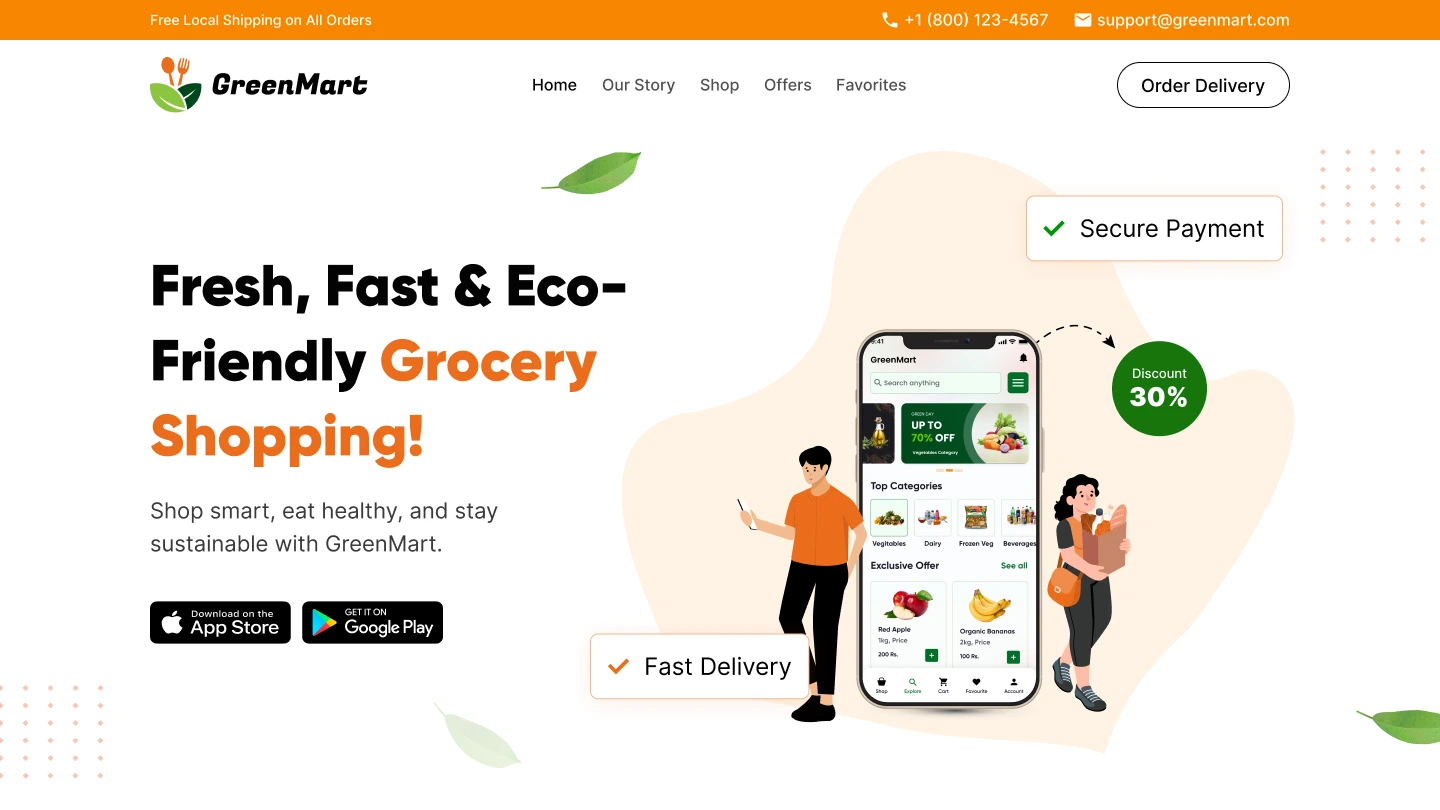 Free Local Shipping on All Orders
+1 (800) 123-4567
support@greenmart.com
GreenMart
Home
Our Story
Shop
Offers
Favorites
Order Delivery
Secure Payment
Fresh, Fast & Eco-
Friendly Grocery
Shopping!
Shop smart, eat healthy, and stay
sustainable with GreenMart.
Download on the
App Store
GET IT ON
Google Play
Fast Delivery
Discount
30%
9:41
GreenMart
Search anything
GREEN DAY
UP TO
70% OFF
Vegetables Category
Top Categories
Vegitables
Dairy
Frozen Veg
Beverages
Exclusive Offer
See all
Red Apple
1kg, Price
200 Rs.
Organic Bananas
2kg, Price
100 Rs.
Shop
Explore
Cart
Favourite
Account